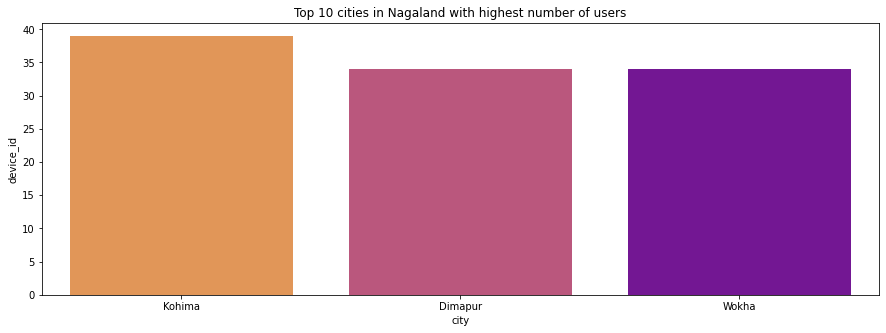 Top 10 cities in Nagaland with highest number of users
40
35
30
25
20
15
10
5
0
device_id
Kohima Dimapur Wokha
city